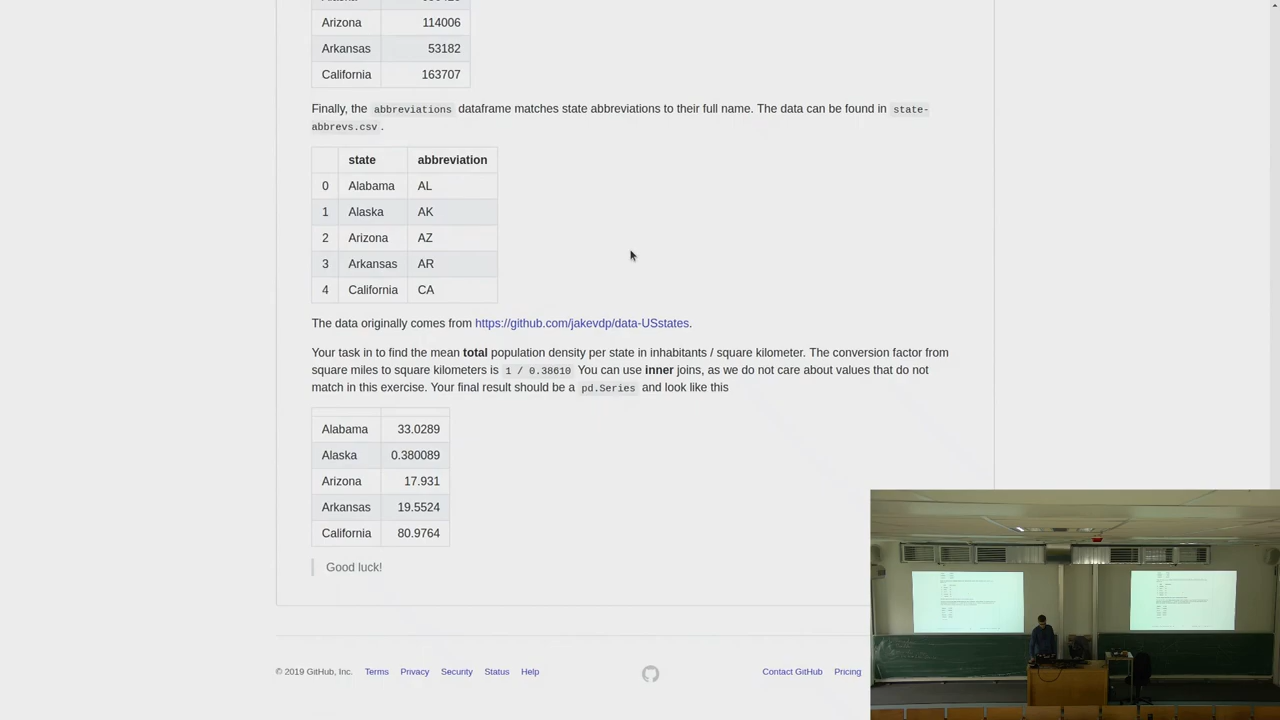 Arizona 114006
Arkansas 53182
California 163707
Finally, the abbreviations dataframe matches state abbreviations to their full name. The data can be found in state-
abbrevs.csv .
state abbreviation
0 Alabama AL
1 Alaska AK
2 Arizona AZ
3 Arkansas AR
4 California CA
The data originally comes from https://github.com/jakevdp/data-USstates.
Your task in to find the mean total population density per state in inhabitants / square kilometer. The conversion factor from
square miles to square kilometers is 1 / 0.38610 You can use inner joins, as we do not care about values that do not
match in this exercise. Your final result should be a pd.Series and look like this
Alabama 33.0289
Alaska 0.380089
Arizona 17.931
Arkansas 19.5524
California 80.9764
Good luck!
© 2019 GitHub, Inc. Terms Privacy Security Status Help Contact GitHub Pricing